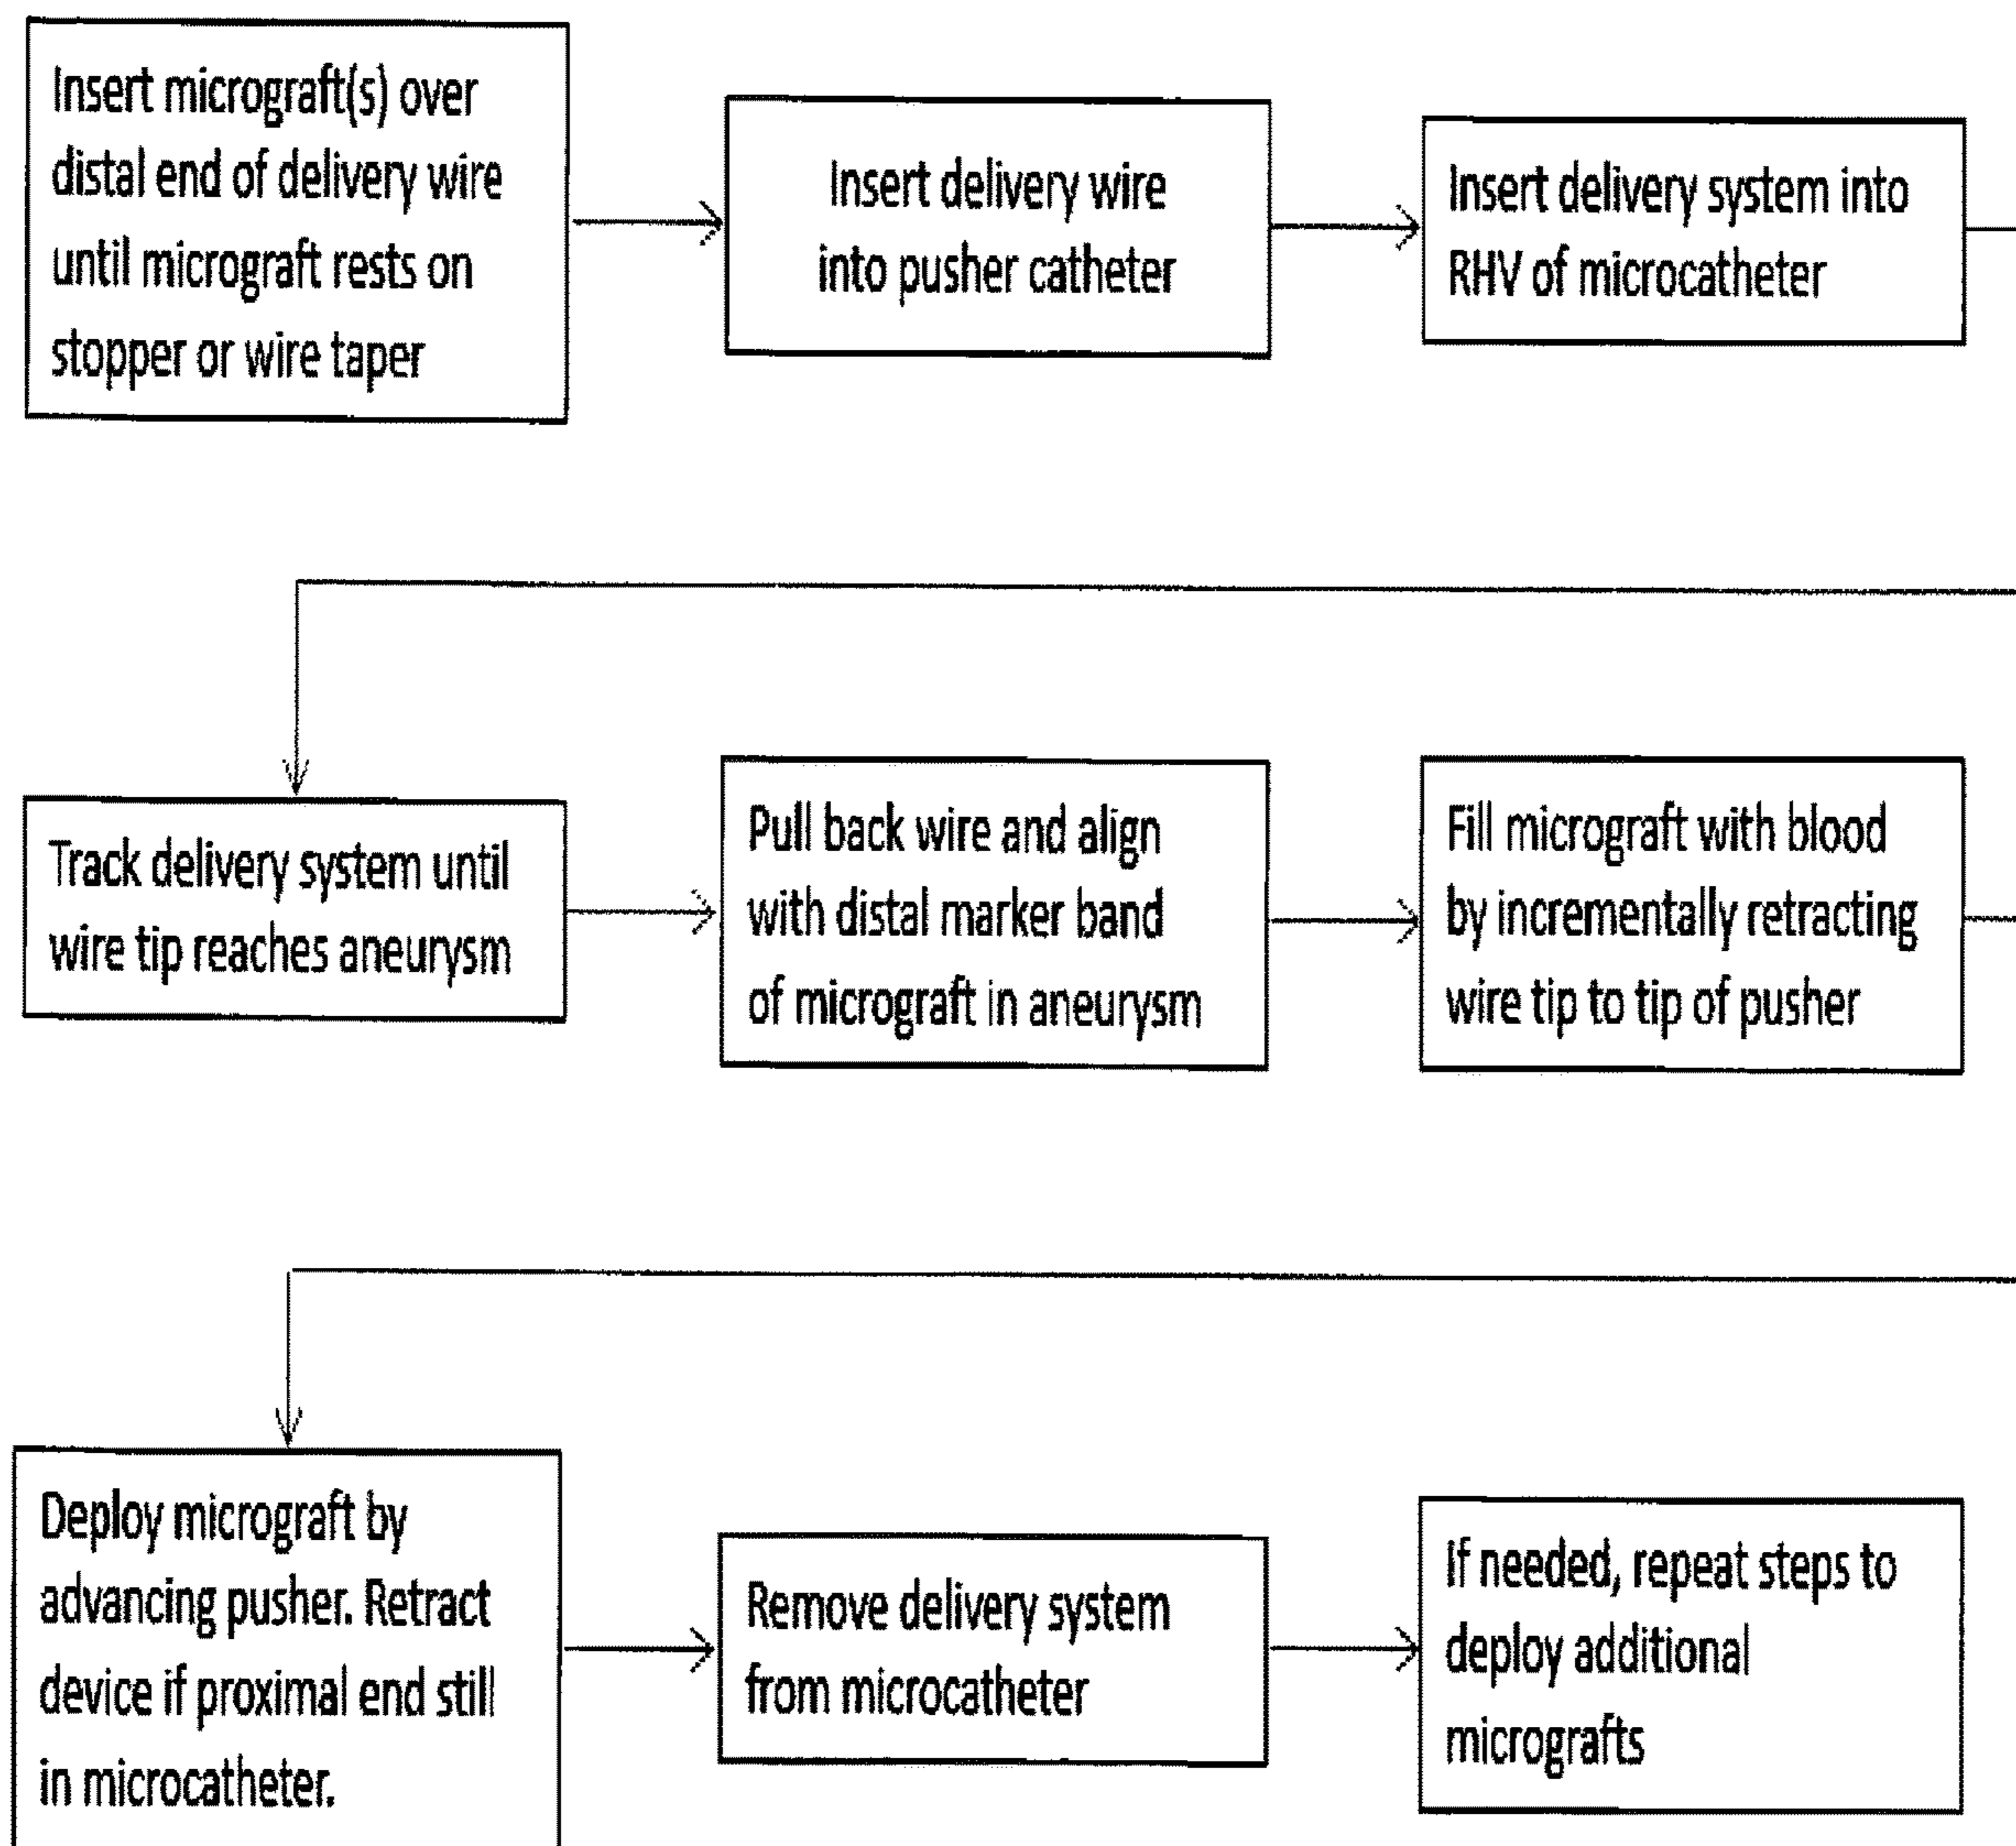 Insert micrograft(s) over
distal end of delivery wire
until micrograft rests on
stopper or wire taper
Insert delivery wire
into pusher catheter
Insert delivery system into
RHV of microcatheter
Track delivery system until
wire tip reaches aneurysm
Pull back wire and align
with distal marker band
of micrograft in aneurysm
Fill micrograft with blood
by incrementally retracting
wire tip to tip of pusher
Deploy micrograft by
advancing pusher. Retract
device if proximal end still
in microcatheter.
Remove delivery system
from microcatheter
If needed, repeat steps to
deploy additional
micrografts